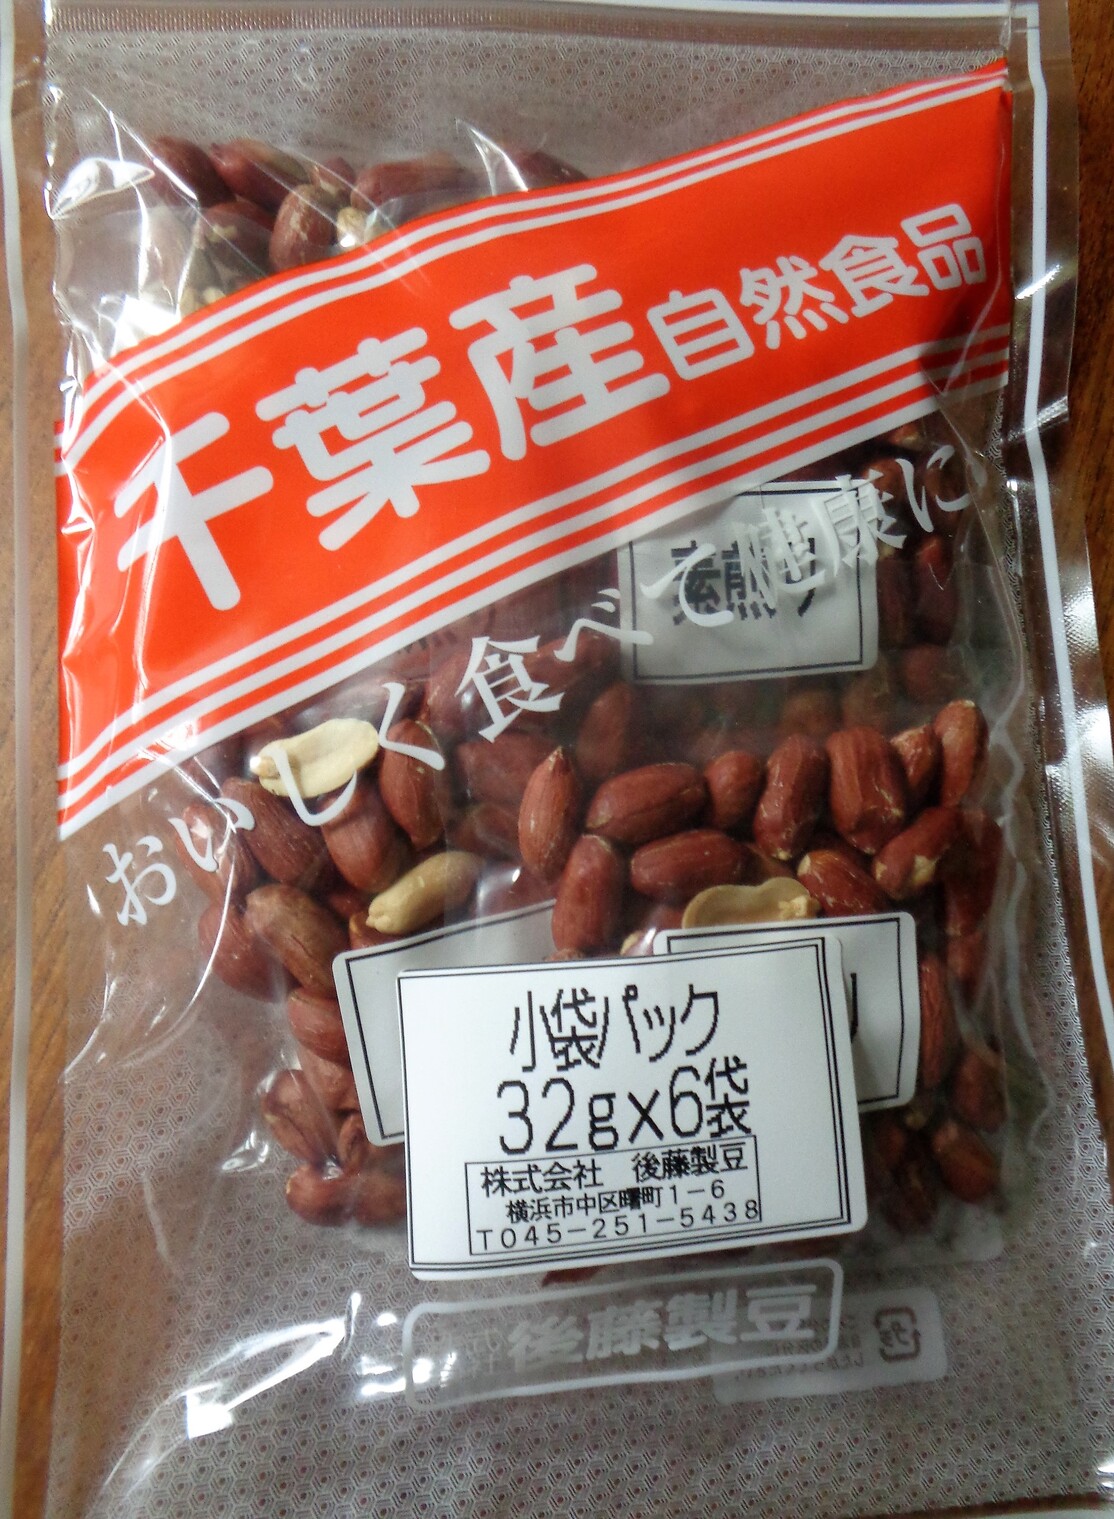 千葉産自然食品
おいしく食べて健康に
素煎り
小袋パック
32g×6袋
株式会社 後藤製豆
横浜市中区曙町1－6
T045－251－5438
後藤製豆